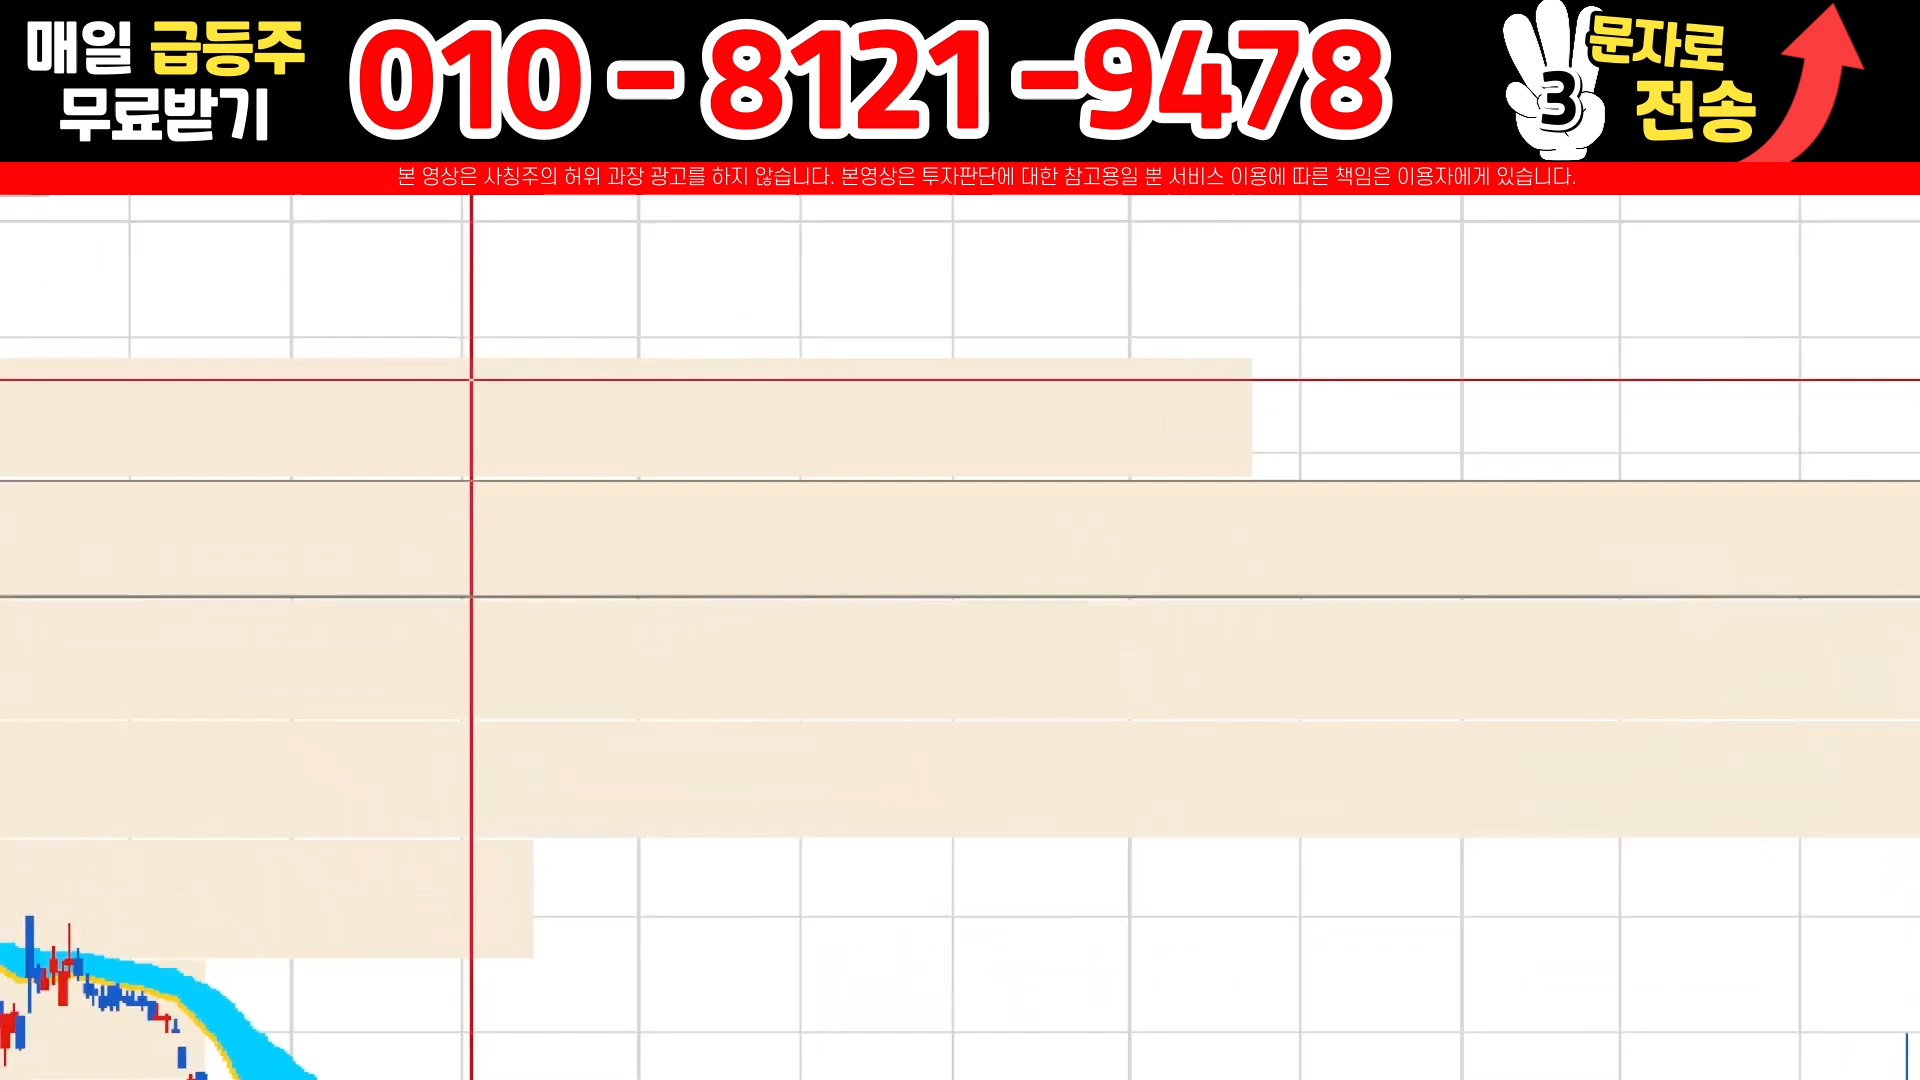 매일 급등주
무료받기
010-8121-9478
3
문자로
전송
본 영상은 사칭주의 허위 과장 광고를 하지 않습니다. 본영상은 투자판단에 대한 참고용일 뿐 서비스 이용에 따른 책임은 이용자에게 있습니다.